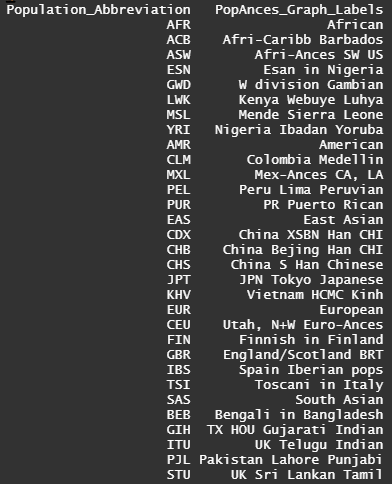 Population_Abbreviation PopAnces_Graph_Labels
AFR African
ACB Afri-Caribb Barbados
ASW Afri-Ances SW US
ESN Esan in Nigeria
GWD W division Gambian
LWK Kenya Webuye Luhya
MSL Mende Sierra Leone
YRI Nigeria Ibadan Yoruba
AMR American
CLM Colombia Medellin
MXL Mex-Ances CA, LA
PEL Peru Lima Peruvian
PUR PR Puerto Rican
EAS East Asian
CDX China XSBN Han CHI
CHB China Bejing Han CHI
CHS China S Han Chinese
JPT JPN Tokyo Japanese
KHV Vietnam HCMC Kinh
EUR European
CEU Utah, N+W Euro-Ances
FIN Finnish in Finland
GBR England/Scotland BRT
IBS Spain Iberian pops
TSI Toscani in Italy
SAS South Asian
BEB Bengali in Bangladesh
GIH TX HOU Gujarati Indian
ITU UK Telugu Indian
PJL Pakistan Lahore Punjabi
STU UK Sri Lankan Tamil